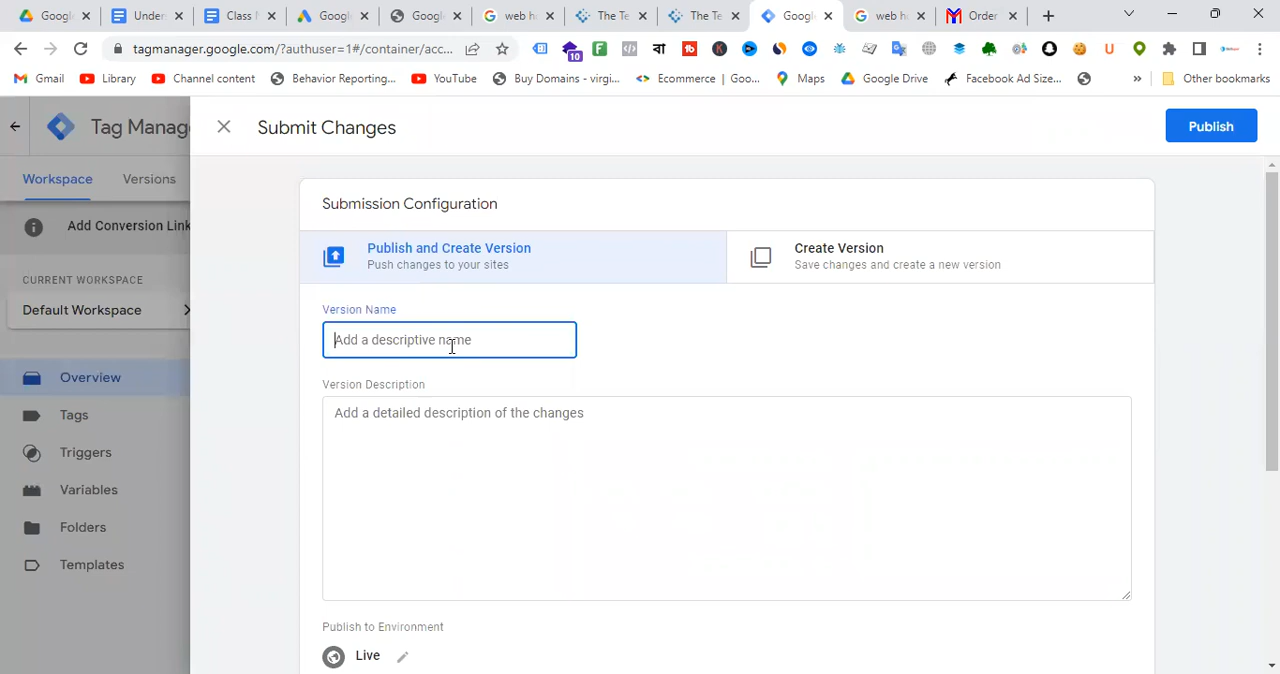 Googl
Under
Class
Googl
Google
web h
The Te
The Te
Googl
web h
Order
tagmanager.google.com/?authuser=1#/container/acc...
10
Gmail
Library
Channel content
Behavior Reporting...
YouTube
Buy Domains - virgi...
Ecommerce | Goo...
Maps
Google Drive
Facebook Ad Size...
»
Other bookmarks
Tag Mana
Submit Changes
Publish
Workspace
Versions
Submission Configuration
Add Conversion Link
Publish and Create Version
Push changes to your sites
Create Version
Save changes and create a new version
CURRENT WORKSPACE
Default Workspace
Version Name
Add a descriptive name
Overview
Tags
Triggers
Variables
Folders
Templates
Version Description
Add a detailed description of the changes
Publish to Environment
Live